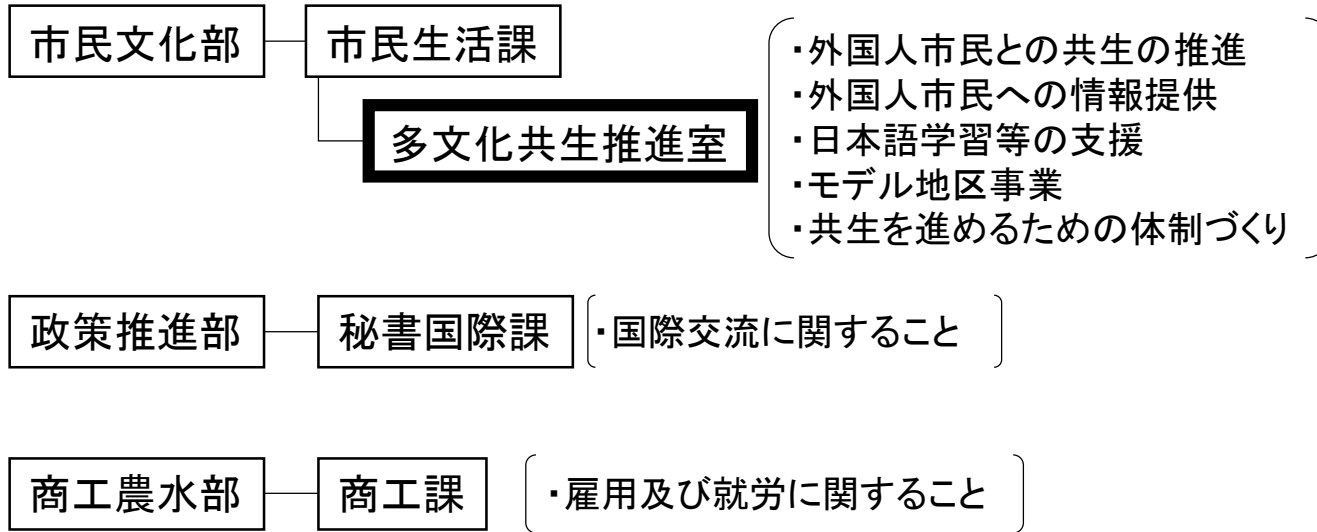 市民文化部
市民生活課
多文化共生推進室
・外国人市民との共生の推進
・外国人市民への情報提供
・日本語学習等の支援
・モデル地区事業
・共生を進めるための体制づくり
政策推進部
秘書国際課
・国際交流に関すること
商工農水部
商工課
・雇用及び就労に関すること